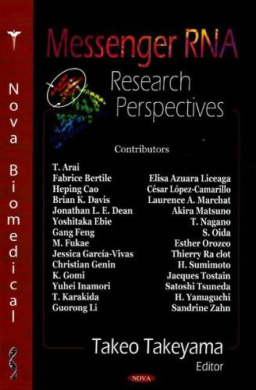 Nova Biomedical
Messenger RNA
Research
Perspectives
Contributors
T. Arai
Fabrice Bertile
Heping Cao
Brian K. Davis
Jonathan L. E. Dean
Yoshitaka Ebie
Gang Feng
M. Fukae
Jessica García-Vivas
Christian Genin
K. Gomi
Yuhei Inamori
T. Karakida
Guorong Li
Elisa Azuara Liceaga
César López-Camarillo
Laurence A. Marchat
Akira Matsuno
T. Nagano
S. Oida
Esther Orozco
Thierry Ra clot
H. Sumimoto
Jacques Tostain
Satoshi Tsuneda
H. Yamaguchi
Sandrine Zahn
Takeo Takeyama
Editor
NOVA